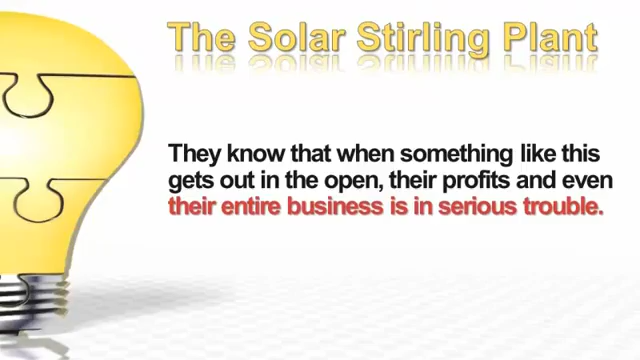 The Solar Stirling Plant
They know that when something like this
gets out in the open, their profits and even
their entire business is in serious trouble.